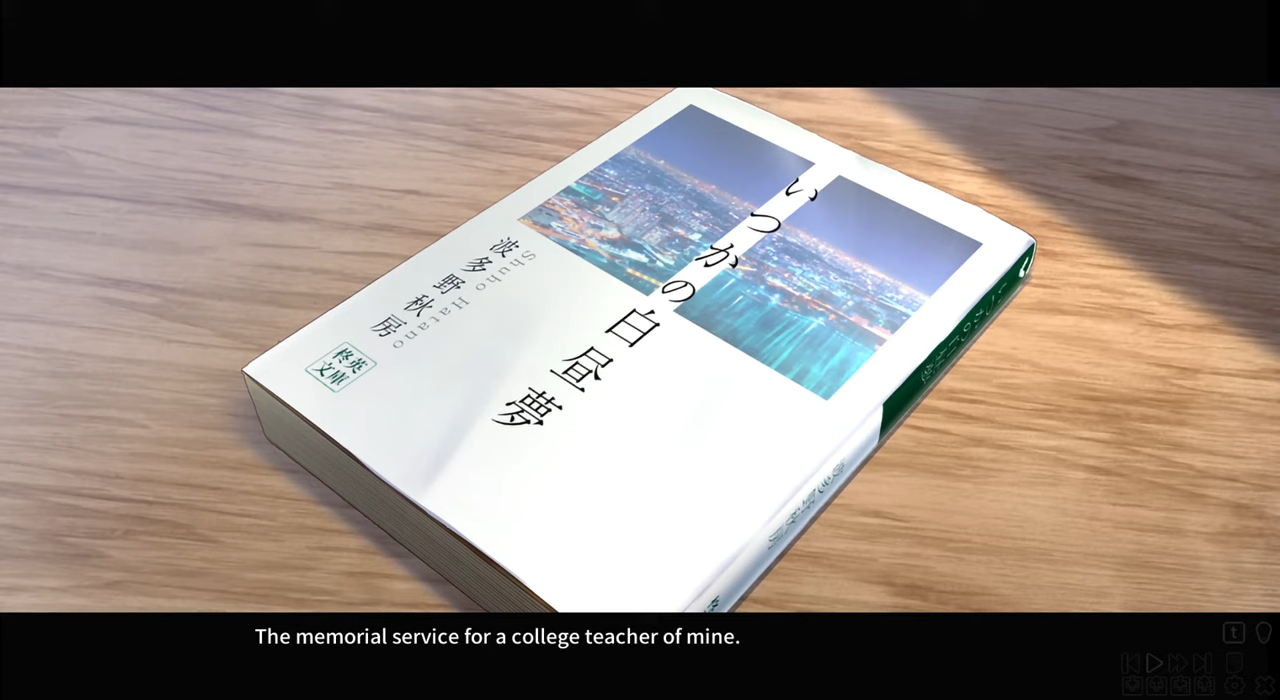 いつかの白昼夢
波多野秋房
Shuho Hatano
柊英
文庫
The memorial service for a college teacher of mine.
t